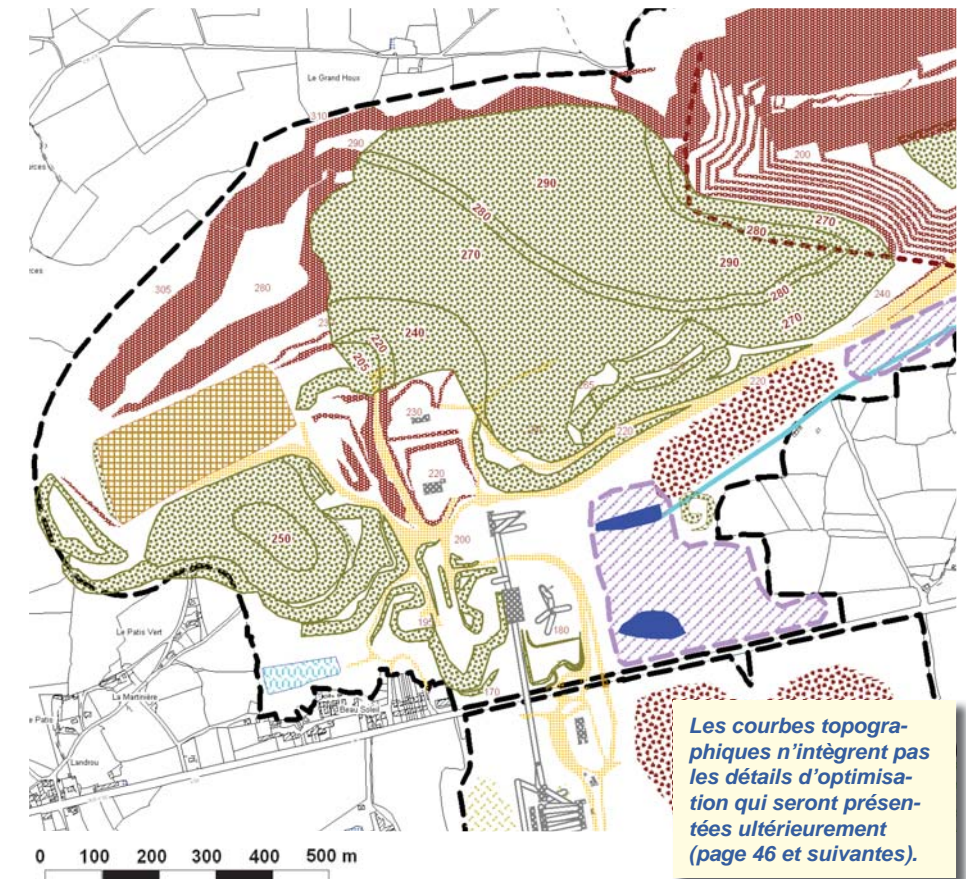 Le Grand Houx
310
290
290
200
280
270
270
280
290
305
280
280
240
240
270
220
205
220
230
220
220
250
200
195
180
Le Patis Vert
170
La Martinière
Beau Soleil
Landrou
Les courbes topogra-
phiques n'intègrent pas
les détails d'optimisa-
tion qui seront présen-
tées ultérieurement
(page 46 et suivantes).
0 100 200 300 400 500 m